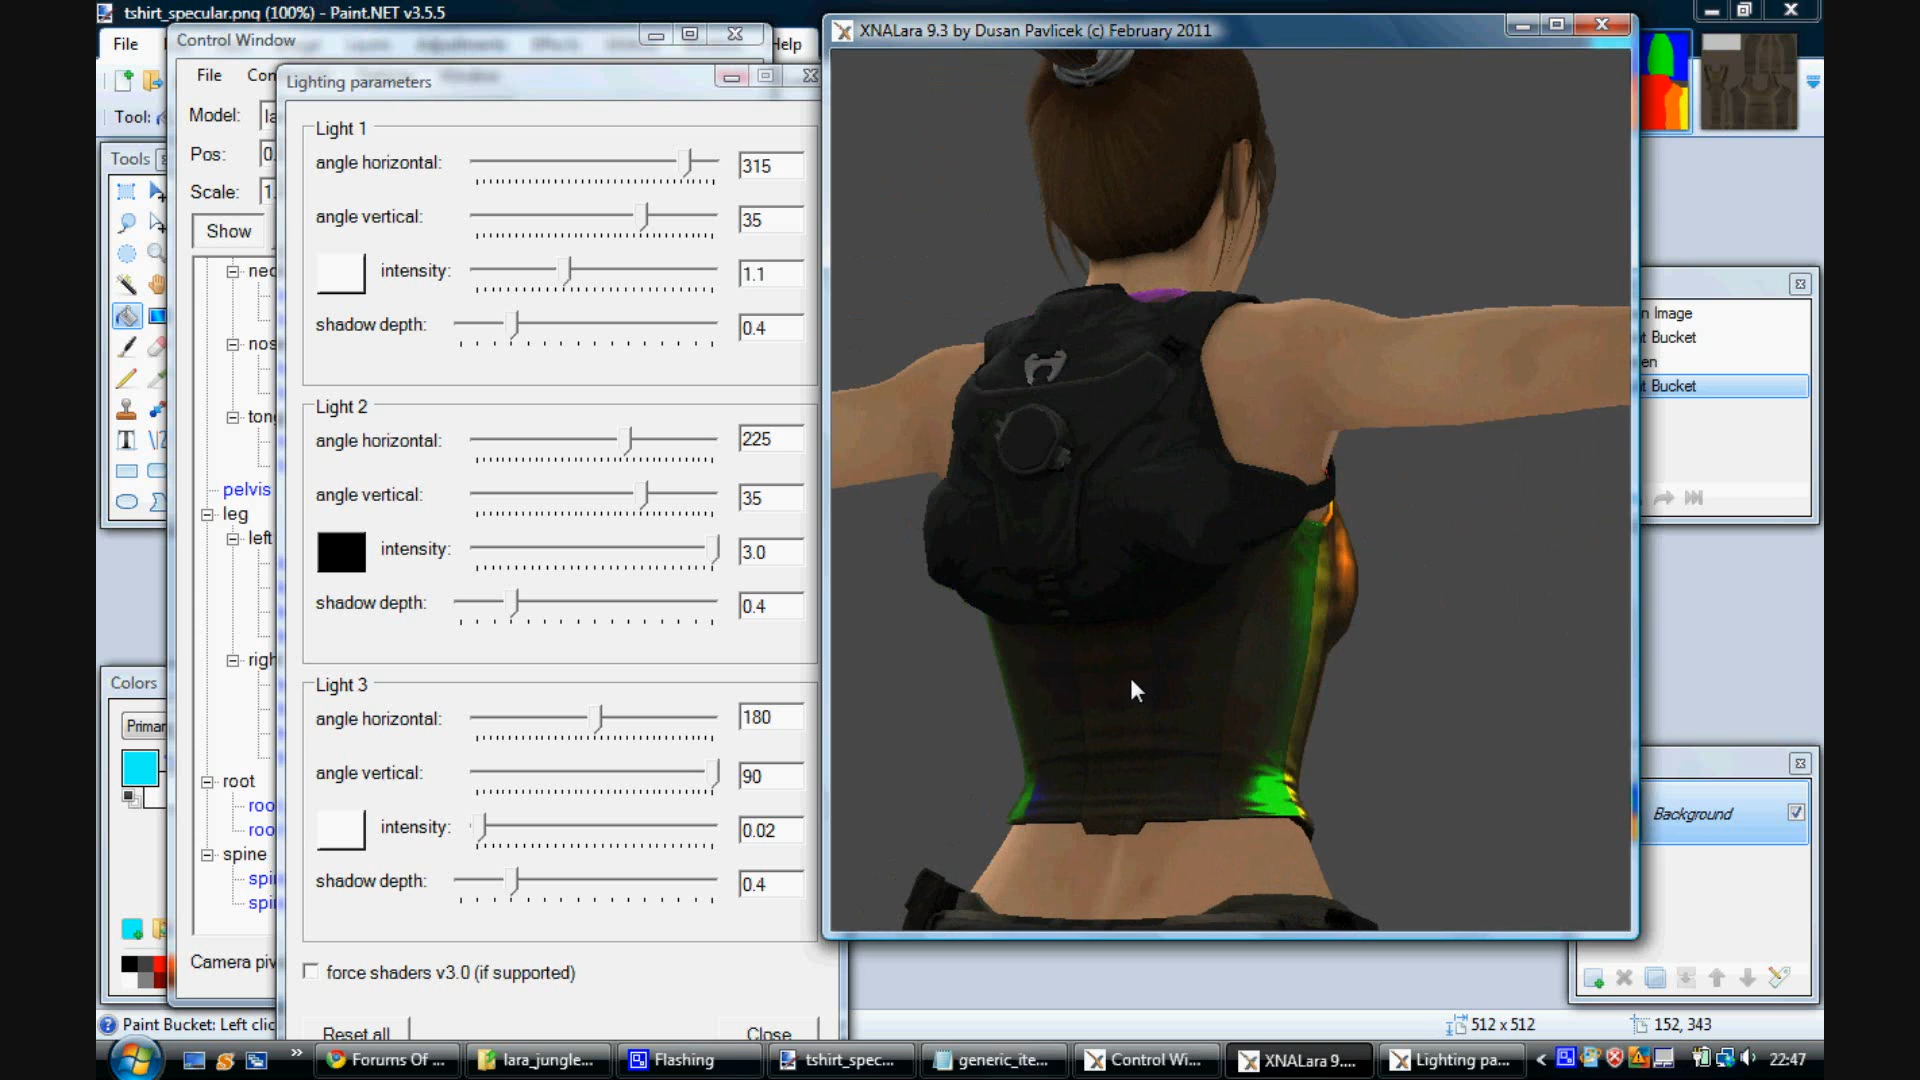 tshirt_specular.png (100%) - Paint.NET v3.5.5
File
Help
Tool:
Tools
Control Window
File
Model:
Pos:
Scale:
Show
pelvis
leg
left
root
spine
Lighting parameters
Light 1
angle horizontal: 315
angle vertical: 35
intensity: 1.1
shadow depth: 0.4
Light 2
angle horizontal: 225
angle vertical: 35
intensity: 3.0
shadow depth: 0.4
Light 3
angle horizontal: 180
angle vertical: 90
intensity: 0.02
shadow depth: 0.4
force shaders v3.0 (if supported)
Reset all
Close
XNALara 9.3 by Dusan Pavlicek (c) February 2011
n Image
t Bucket
en
t Bucket
Colors
Primar
Camera piv
Background
Paint Bucket: Left clic
512 x 512
152, 343
Forums Of ...
lara_jungle...
Flashing
tshirt_spec...
generic_ite...
Control Wi...
XNALara 9....
Lighting pa...
22:47